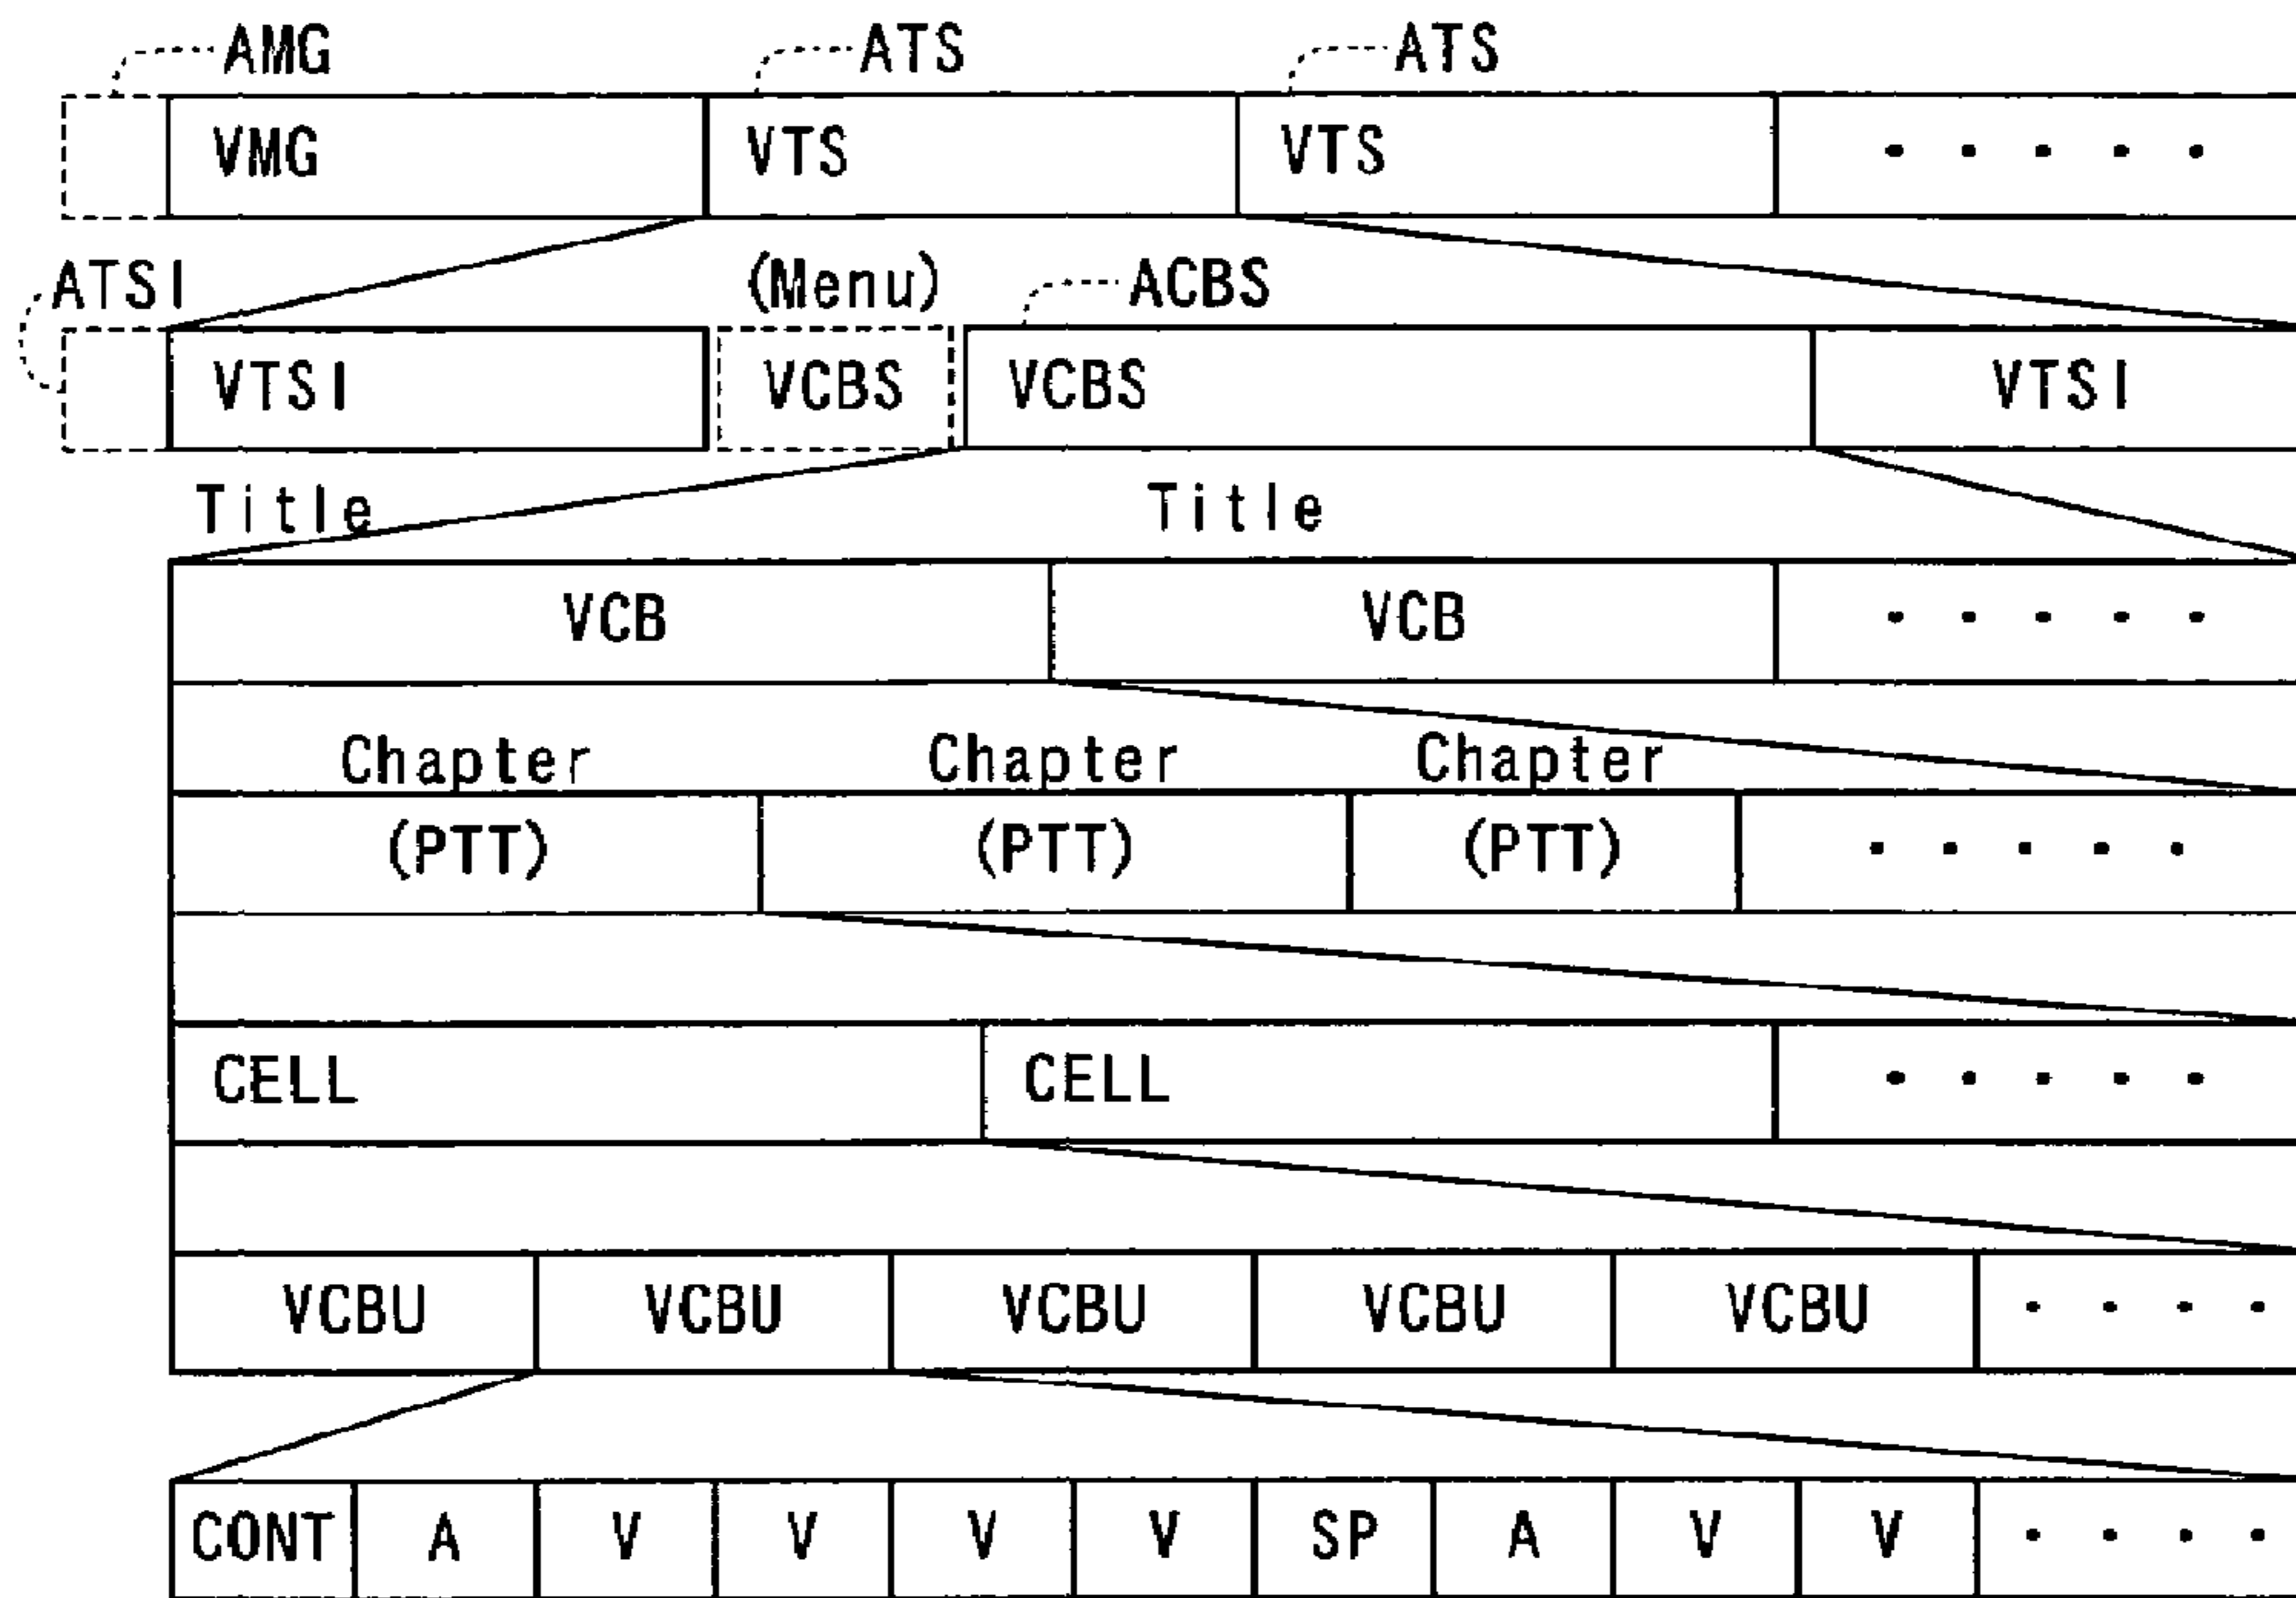 AMG ATS ATS
VMG VTS VTS · · · · ·
ATSI (Menu) ACBS
VTSI VCBS VCBS VTSI
Title Title
VCB VCB · · · · ·
Chapter Chapter Chapter
(PTT) (PTT) (PTT) · · · · ·
CELL CELL · · · · ·
VCBU VCBU VCBU VCBU VCBU · · · ·
CONT A V V V V SP A V V · · · ·